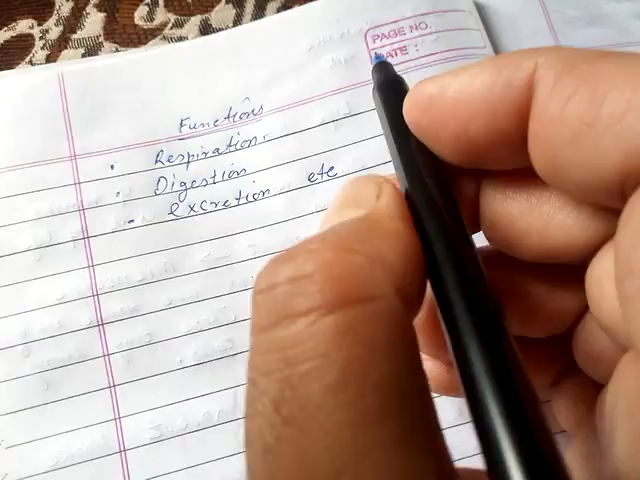 PAGE NO.
DATE :
Functions
• Respiration.
• Digestion
• Excretion etc